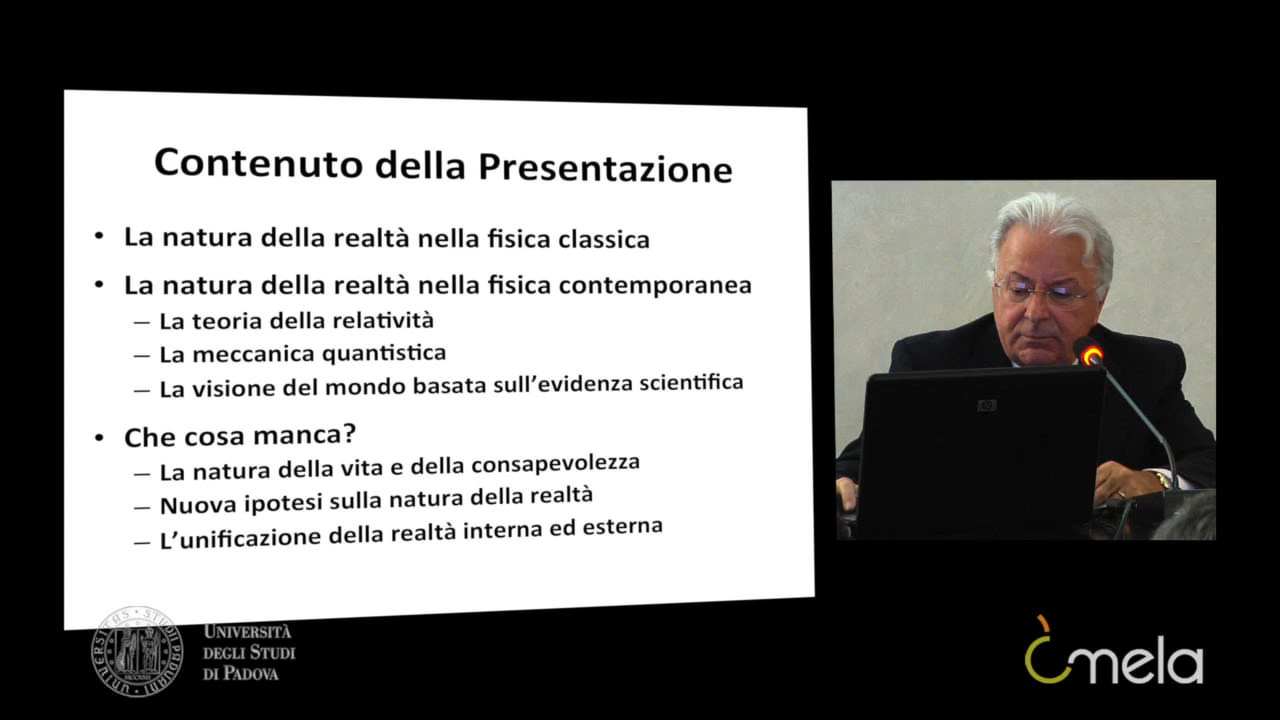 Contenuto della Presentazione
• La natura della realtà nella fisica classica
• La natura della realtà nella fisica contemporanea
– La teoria della relatività
– La meccanica quantistica
– La visione del mondo basata sull'evidenza scientifica
• Che cosa manca?
– La natura della vita e della consapevolezza
– Nuova ipotesi sulla natura della realtà
– L'unificazione della realtà interna ed esterna
hp
UNIVERSITÀ
DEGLI STUDI
DI PADOVA
mela